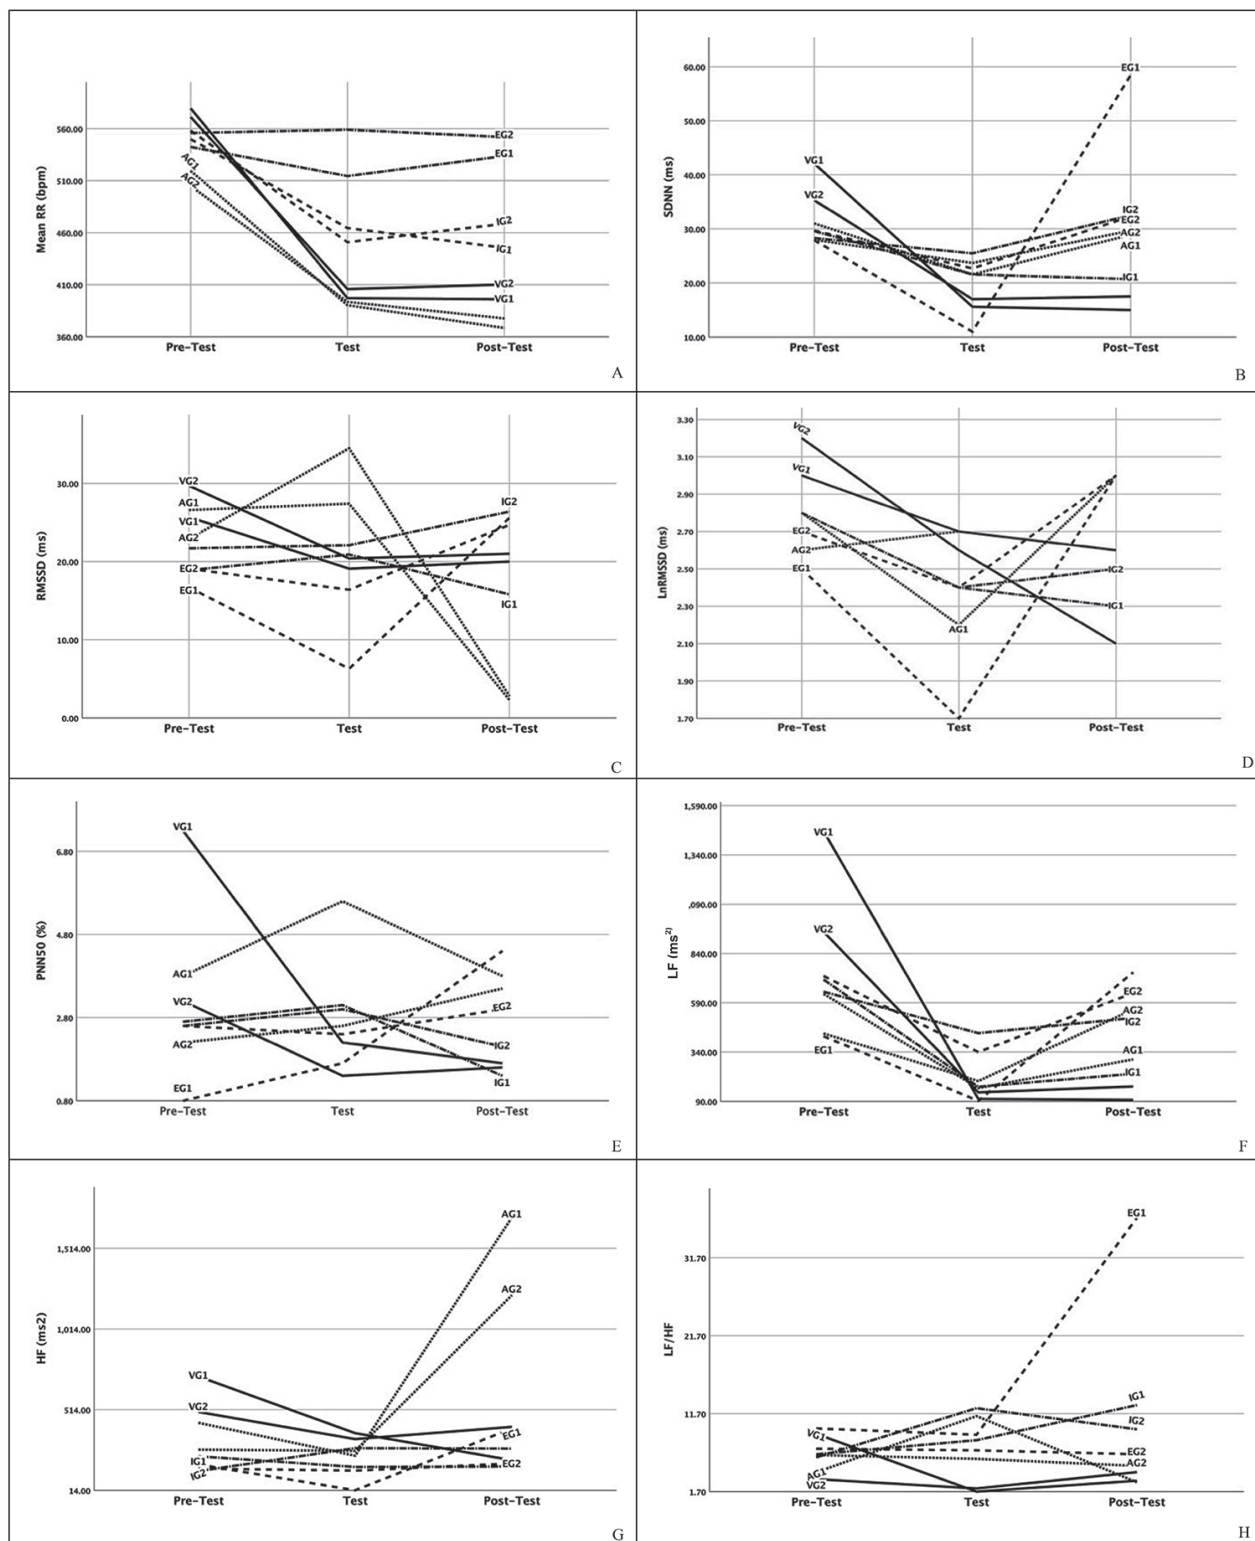 560.00
EG2
EG1
510.00
AG1
AG2
Mean RR (bpm)
460.00
IG2
IG1
410.00
VG2
VG1
360.00
Pre-Test Test Post-Test
A
60.00
EG1
50.00
SDNN (ms)
40.00
VG1
VG2
30.00
IG2
EG2
AG2
AG1
20.00
IG1
10.00
Pre-Test Test Post-Test
B
30.00
VG2
AG1
VG1
AG2
IG2
RMSSD (ms)
20.00
EG2
EG1
IG1
10.00
0.00
Pre-Test Test Post-Test
C
3.30
VG2
3.10
VG1
2.90
2.70
EG2
AG2
LnRMSSD (ms)
2.50
EG1
IG2
2.30
IG1
AG1
2.10
1.90
1.70
Pre-Test Test Post-Test
D
VG1
6.80
PNN50 (%)
4.80
AG1
VG2
2.80
EG2
AG2
IG2
EG1
IG1
0.80
Pre-Test Test Post-Test
E
1,590.00
VG1
1,340.00
,090.00
VG2
LF (ms²)
840.00
590.00
EG2
AG2
IG2
340.00
EG1
AG1
IG1
90.00
Pre-Test Test Post-Test
F
AG1
1,514.00
AG2
HF (ms2)
1,014.00
VG1
514.00
VG2
EG1
IG1
IG2
EG2
14.00
Pre-Test Test Post-Test
G
EG1
31.70
LF/HF
21.70
IG1
11.70
IG2
VG1
EG2
AG2
AG1
VG2
1.70
Pre-Test Test Post-Test
H